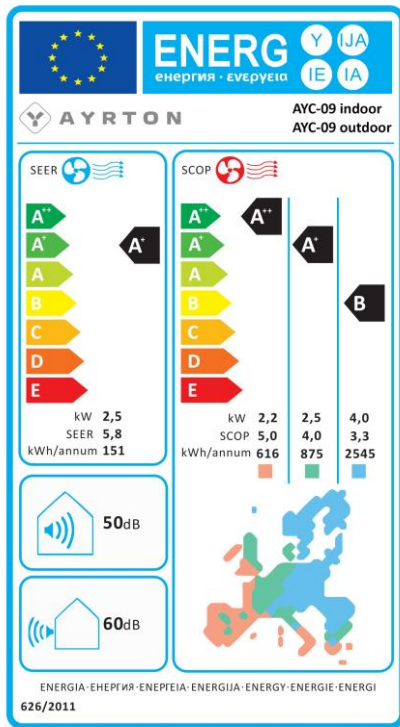 ENERG
енергия · ενεργεια
Y IJA
IE IA
AYRTON
AYC-09 indoor
AYC-09 outdoor
SEER
A++
A+
A
B
C
D
E
A+
kW 2,5
SEER 5,8
kWh/annum 151
SCOP
A++
A+
A
B
C
D
E
A++
A+
B
kW 2,2 2,5 4,0
SCOP 5,0 4,0 3,3
kWh/annum 616 875 2545
50dB
60dB
ENERGIA·ЕНЕРГИЯ·ΕΝΕΡΓΕΙΑ·ENERGIJA·ENERGY·ENERGIE·ENERGI
626/2011